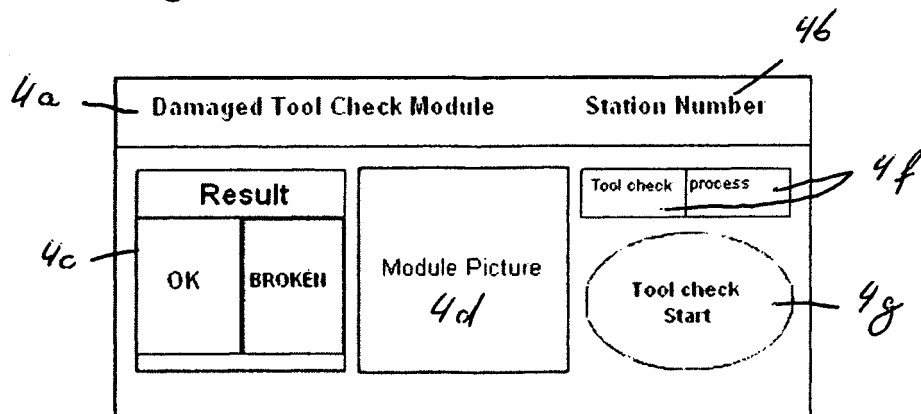 4b
4a Damaged Tool Check Module Station Number
Result
Tool check process
4f
4c
OK BROKEN
Module Picture
4d
Tool check
Start
4g